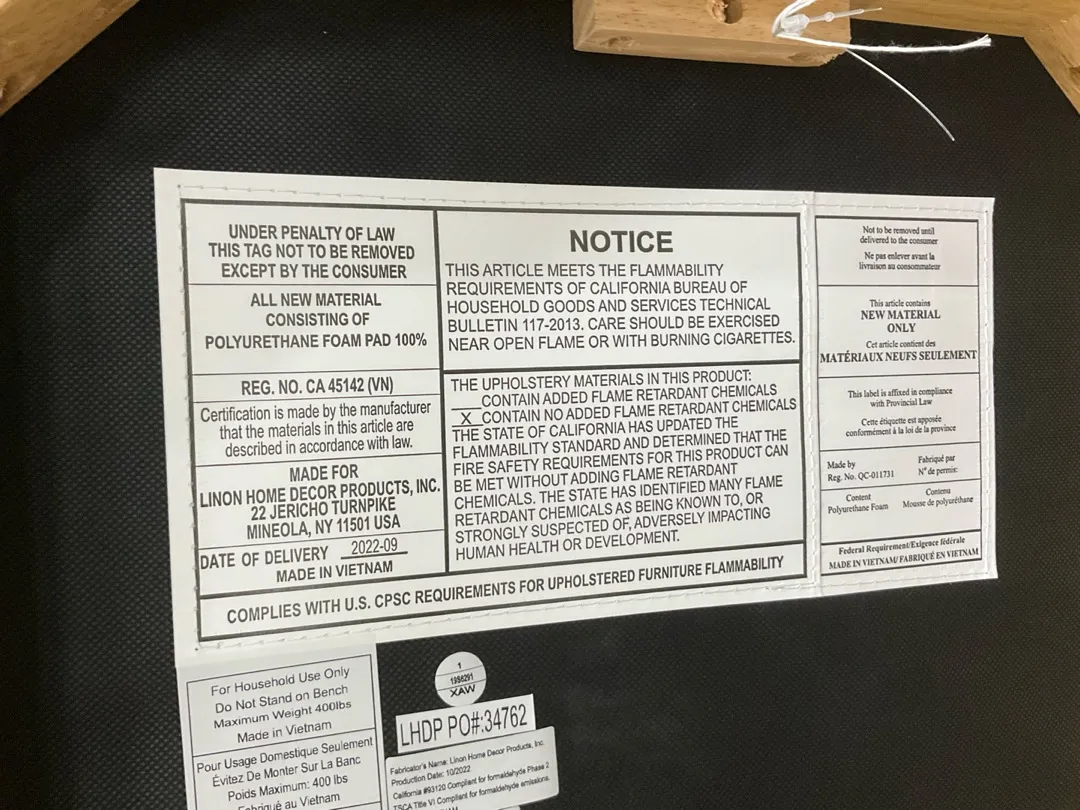 UNDER PENALTY OF LAW
THIS TAG NOT TO BE REMOVED
EXCEPT BY THE CONSUMER
ALL NEW MATERIAL
CONSISTING OF
POLYURETHANE FOAM PAD 100%
REG. NO. CA 45142 (VN)
Certification is made by the manufacturer
that the materials in this article are
described in accordance with law.
MADE FOR
LINON HOME DECOR PRODUCTS, INC.
22 JERICHO TURNPIKE
MINEOLA, NY 11501 USA
DATE OF DELIVERY 2022-09
MADE IN VIETNAM
NOTICE
THIS ARTICLE MEETS THE FLAMMABILITY
REQUIREMENTS OF CALIFORNIA BUREAU OF
HOUSEHOLD GOODS AND SERVICES TECHNICAL
BULLETIN 117-2013. CARE SHOULD BE EXERCISED
NEAR OPEN FLAME OR WITH BURNING CIGARETTES.
THE UPHOLSTERY MATERIALS IN THIS PRODUCT:
CONTAIN ADDED FLAME RETARDANT CHEMICALS
X CONTAIN NO ADDED FLAME RETARDANT CHEMICALS
THE STATE OF CALIFORNIA HAS UPDATED THE
FLAMMABILITY STANDARD AND DETERMINED THAT THE
FIRE SAFETY REQUIREMENTS FOR THIS PRODUCT CAN
BE MET WITHOUT ADDING FLAME RETARDANT
CHEMICALS. THE STATE HAS IDENTIFIED MANY FLAME
RETARDANT CHEMICALS AS BEING KNOWN TO, OR
STRONGLY SUSPECTED OF, ADVERSELY IMPACTING
HUMAN HEALTH OR DEVELOPMENT.
COMPLIES WITH U.S. CPSC REQUIREMENTS FOR UPHOLSTERED FURNITURE FLAMMABILITY
Not to be removed until
delivered to the consumer
Ne pas enlever avant la
livraison au consommateur
This article contains
NEW MATERIAL
ONLY
Cet article contient des
MATÉRIAUX NEUFS SEULEMENT
This label is affixed in compliance
with Provincial Law
Cette étiquette est apposée
conformément à la loi de la province
Made by
Reg. No. QC-011731
Fabriqué par
N° de permis:
Content
Polyurethane Foam
Contenu
Mousse de polyuréthane
Federal Requirement/Exigence fédérale
MADE IN VIETNAM/ FABRIQUÉ EN VIETNAM
For Household Use Only
Do Not Stand on Bench
Maximum Weight 400lbs
Made in Vietnam
Pour Usage Domestique Seulement
Évitez De Monter Sur La Banc
Poids Maximum: 400 lbs
Fabriqué au Vietnam
1
19S6291
XAW
LHDP PO#:34762
Fabricator's Name: Linon Home Decor Products, Inc.
Production Date: 10/2022
California #93120 Compliant for formaldehyde Phase 2
TSCA Title VI Compliant for formaldehyde emissions.